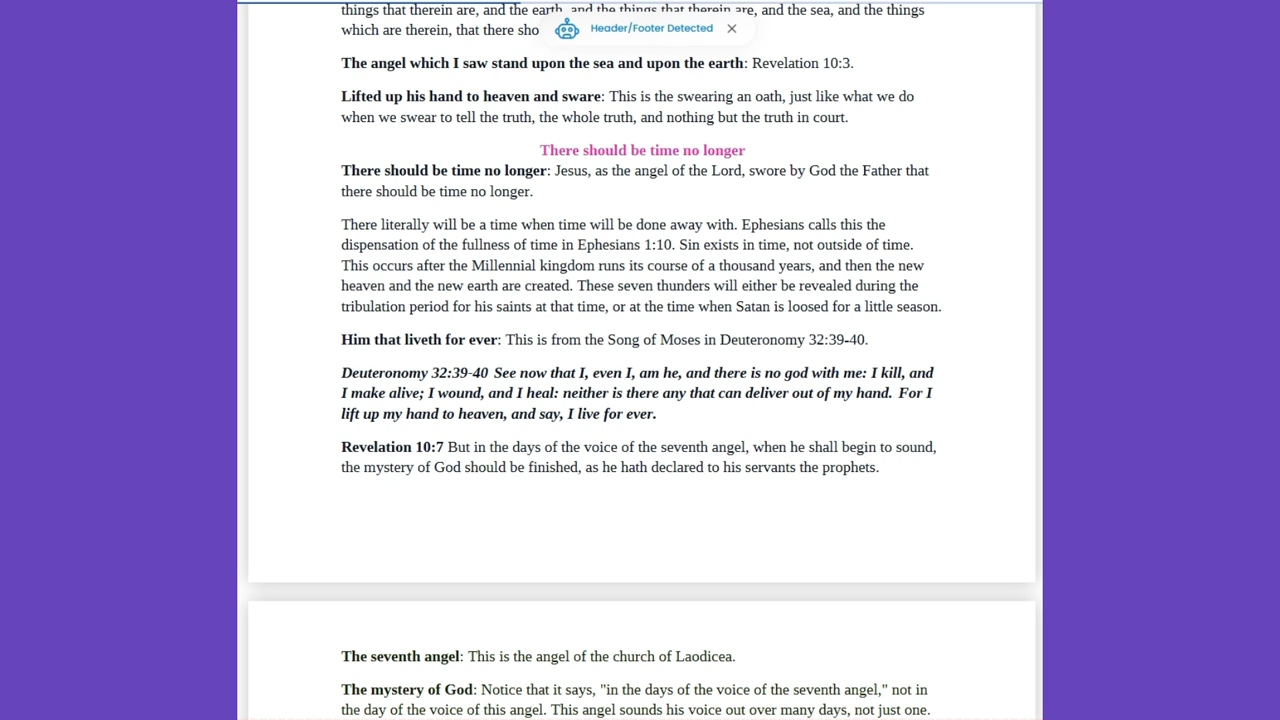 things that therein are, and the earth, and the things that therein are, and the sea, and the things
which are therein, that there sho
Header/Footer Detected
The angel which I saw stand upon the sea and upon the earth: Revelation 10:3.
Lifted up his hand to heaven and sware: This is the swearing an oath, just like what we do
when we swear to tell the truth, the whole truth, and nothing but the truth in court.
There should be time no longer
There should be time no longer: Jesus, as the angel of the Lord, swore by God the Father that
there should be time no longer.
There literally will be a time when time will be done away with. Ephesians calls this the
dispensation of the fullness of time in Ephesians 1:10. Sin exists in time, not outside of time.
This occurs after the Millennial kingdom runs its course of a thousand years, and then the new
heaven and the new earth are created. These seven thunders will either be revealed during the
tribulation period for his saints at that time, or at the time when Satan is loosed for a little season.
Him that liveth for ever: This is from the Song of Moses in Deuteronomy 32:39-40.
Deuteronomy 32:39-40 See now that I, even I, am he, and there is no god with me: I kill, and
I make alive; I wound, and I heal: neither is there any that can deliver out of my hand. For I
lift up my hand to heaven, and say, I live for ever.
Revelation 10:7 But in the days of the voice of the seventh angel, when he shall begin to sound,
the mystery of God should be finished, as he hath declared to his servants the prophets.
The seventh angel: This is the angel of the church of Laodicea.
The mystery of God: Notice that it says, "in the days of the voice of the seventh angel," not in
the day of the voice of this angel. This angel sounds his voice out over many days, not just one.